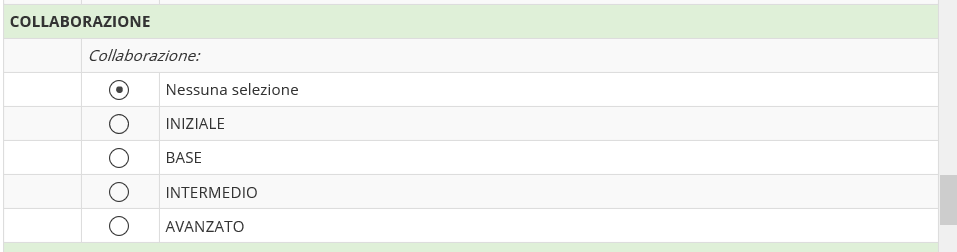 COLLABORAZIONE
Collaborazione:
Nessuna selezione
INIZIALE
BASE
INTERMEDIO
AVANZATO